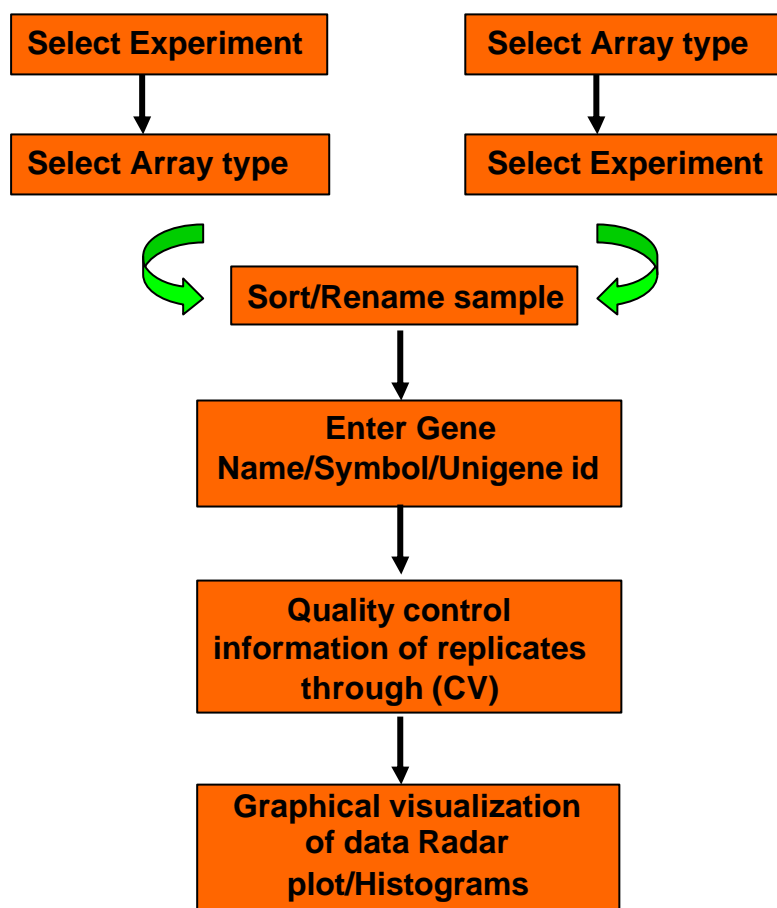 Select Experiment
Select Array type
Select Array type
Select Experiment
Sort/Rename sample
Enter Gene
Name/Symbol/Unigene id
Quality control
information of replicates
through (CV)
Graphical visualization
of data Radar
plot/Histograms